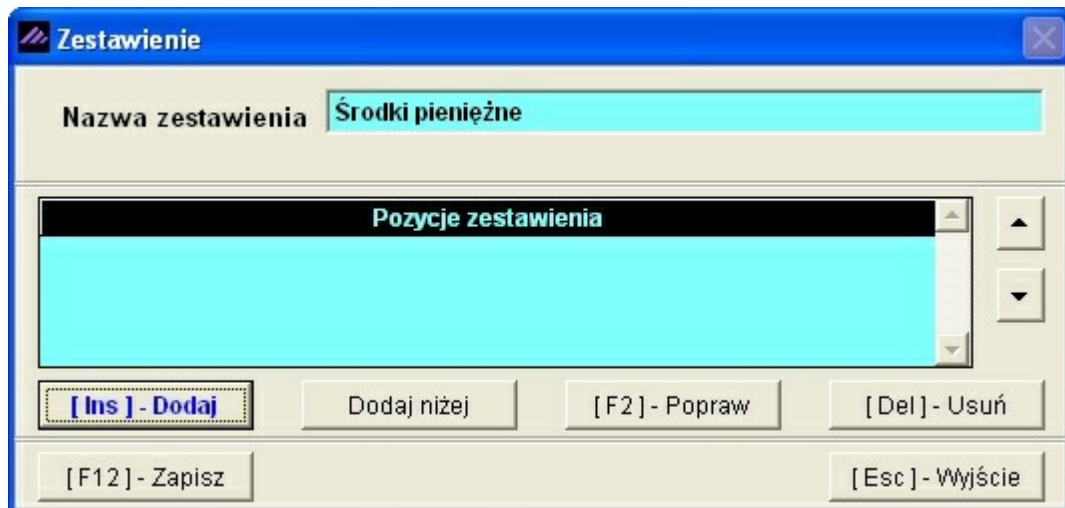 Zestawienie
Nazwa zestawienia Środki pieniężne
Pozycje zestawienia
[ Ins ] - Dodaj Dodaj niżej [ F2 ] - Popraw [ Del ] - Usuń
[ F12 ] - Zapisz [ Esc ] - Wyjście